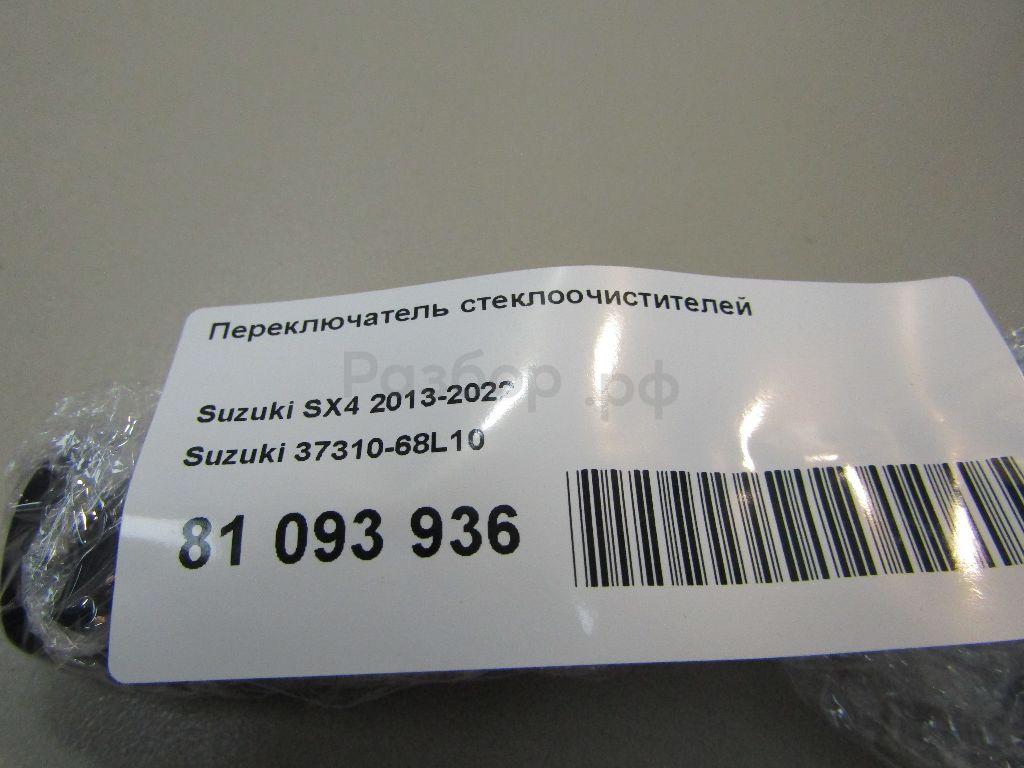 Переключатель стеклоочистителей
Разбор.рф
Suzuki SX4 2013-2022
Suzuki 37310-68L10
81 093 936